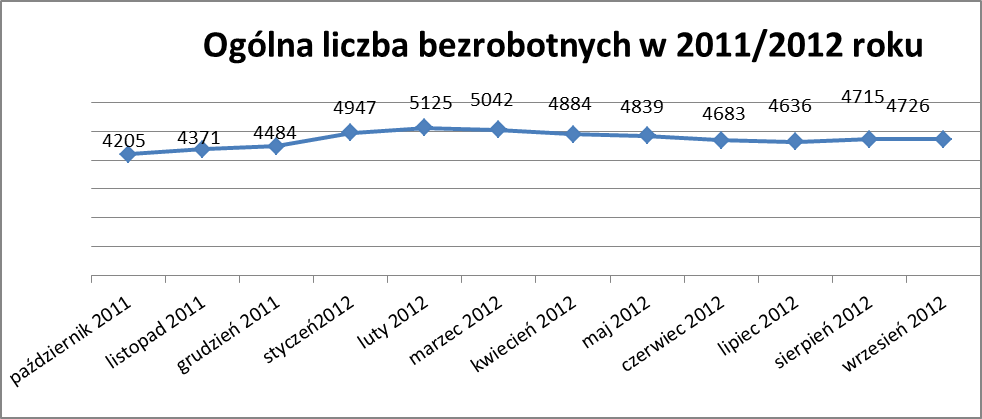 Ogólna liczba bezrobotnych w 2011/2012 roku
4205 4371 4484 4947 5125 5042 4884 4839 4683 4636 4715 4726
październik 2011
listopad 2011
grudzień 2011
styczeń2012
luty 2012
marzec 2012
kwiecień 2012
maj 2012
czerwiec 2012
lipiec 2012
sierpień 2012
wrzesień 2012